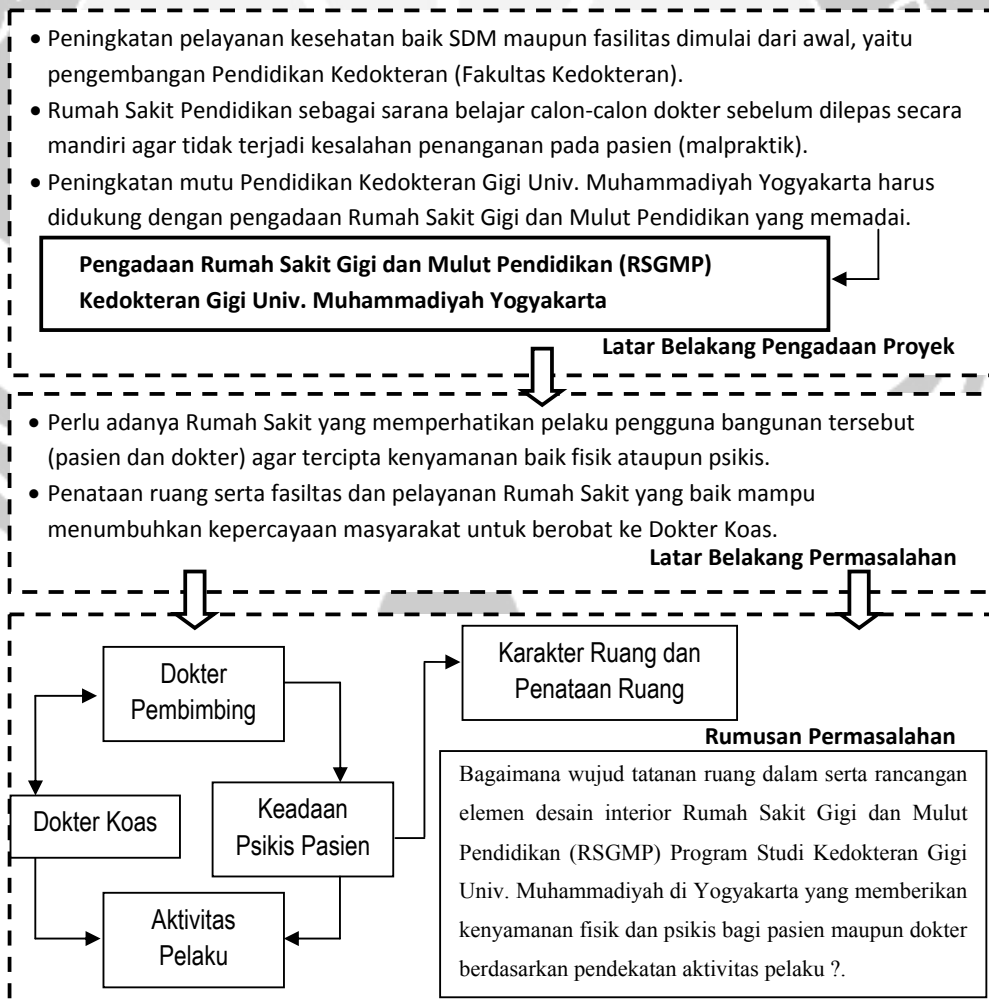 • Peningkatan pelayanan kesehatan baik SDM maupun fasilitas dimulai dari awal, yaitu
pengembangan Pendidikan Kedokteran (Fakultas Kedokteran).
• Rumah Sakit Pendidikan sebagai sarana belajar calon-calon dokter sebelum dilepas secara
mandiri agar tidak terjadi kesalahan penanganan pada pasien (malpraktik).
• Peningkatan mutu Pendidikan Kedokteran Gigi Univ. Muhammadiyah Yogyakarta harus
didukung dengan pengadaan Rumah Sakit Gigi dan Mulut Pendidikan yang memadai.
Pengadaan Rumah Sakit Gigi dan Mulut Pendidikan (RSGMP)
Kedokteran Gigi Univ. Muhammadiyah Yogyakarta
Latar Belakang Pengadaan Proyek
• Perlu adanya Rumah Sakit yang memperhatikan pelaku pengguna bangunan tersebut
(pasien dan dokter) agar tercipta kenyamanan baik fisik ataupun psikis.
• Penataan ruang serta fasiltas dan pelayanan Rumah Sakit yang baik mampu
menumbuhkan kepercayaan masyarakat untuk berobat ke Dokter Koas.
Latar Belakang Permasalahan
Dokter
Pembimbing
Dokter Koas
Keadaan
Psikis Pasien
Aktivitas
Pelaku
Karakter Ruang dan
Penataan Ruang
Rumusan Permasalahan
Bagaimana wujud tatanan ruang dalam serta rancangan
elemen desain interior Rumah Sakit Gigi dan Mulut
Pendidikan (RSGMP) Program Studi Kedokteran Gigi
Univ. Muhammadiyah di Yogyakarta yang memberikan
kenyamanan fisik dan psikis bagi pasien maupun dokter
berdasarkan pendekatan aktivitas pelaku ?.